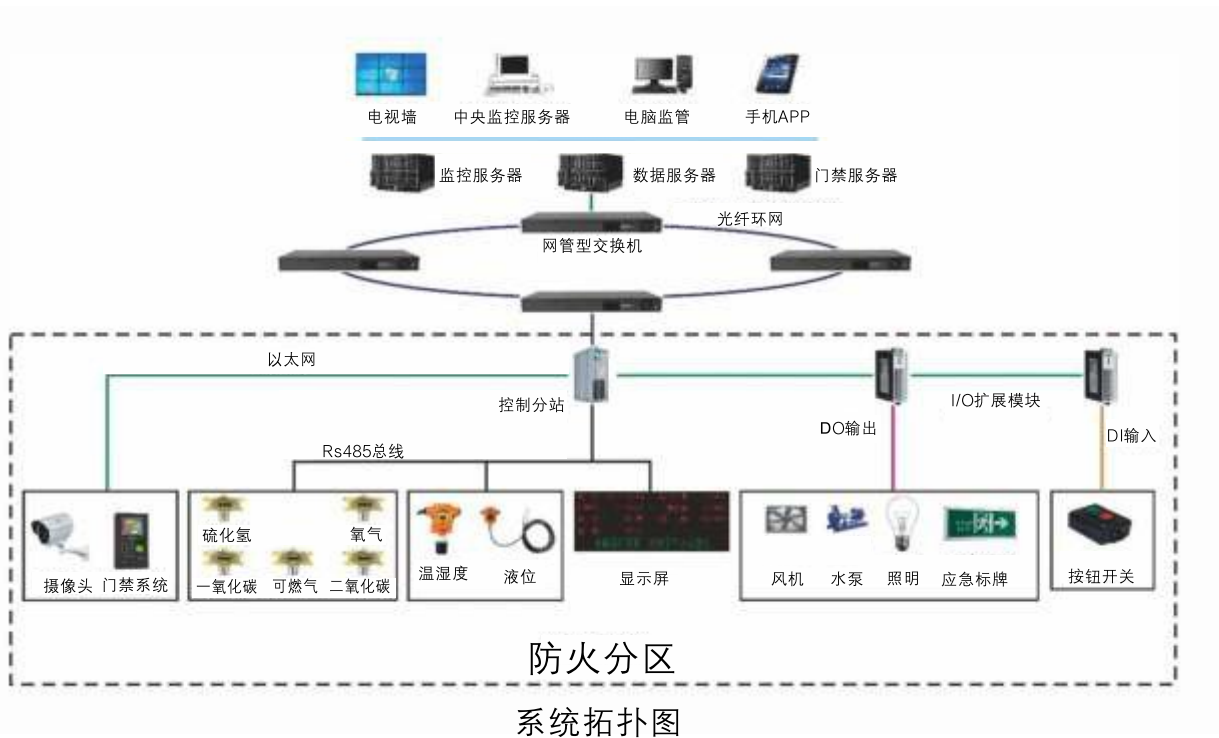 电视墙 中央监控服务器 电脑监管 手机APP
监控服务器 数据服务器 门禁服务器
光纤环网
网管型交换机
以太网
控制分站
I/O扩展模块
DO输出
DI输入
Rs485总线
硫化氢 氧气
摄像头 门禁系统
一氧化碳 可燃气 二氧化碳
温湿度 液位
显示屏
风机 水泵 照明 应急标牌
按钮开关
防火分区
系统拓扑图